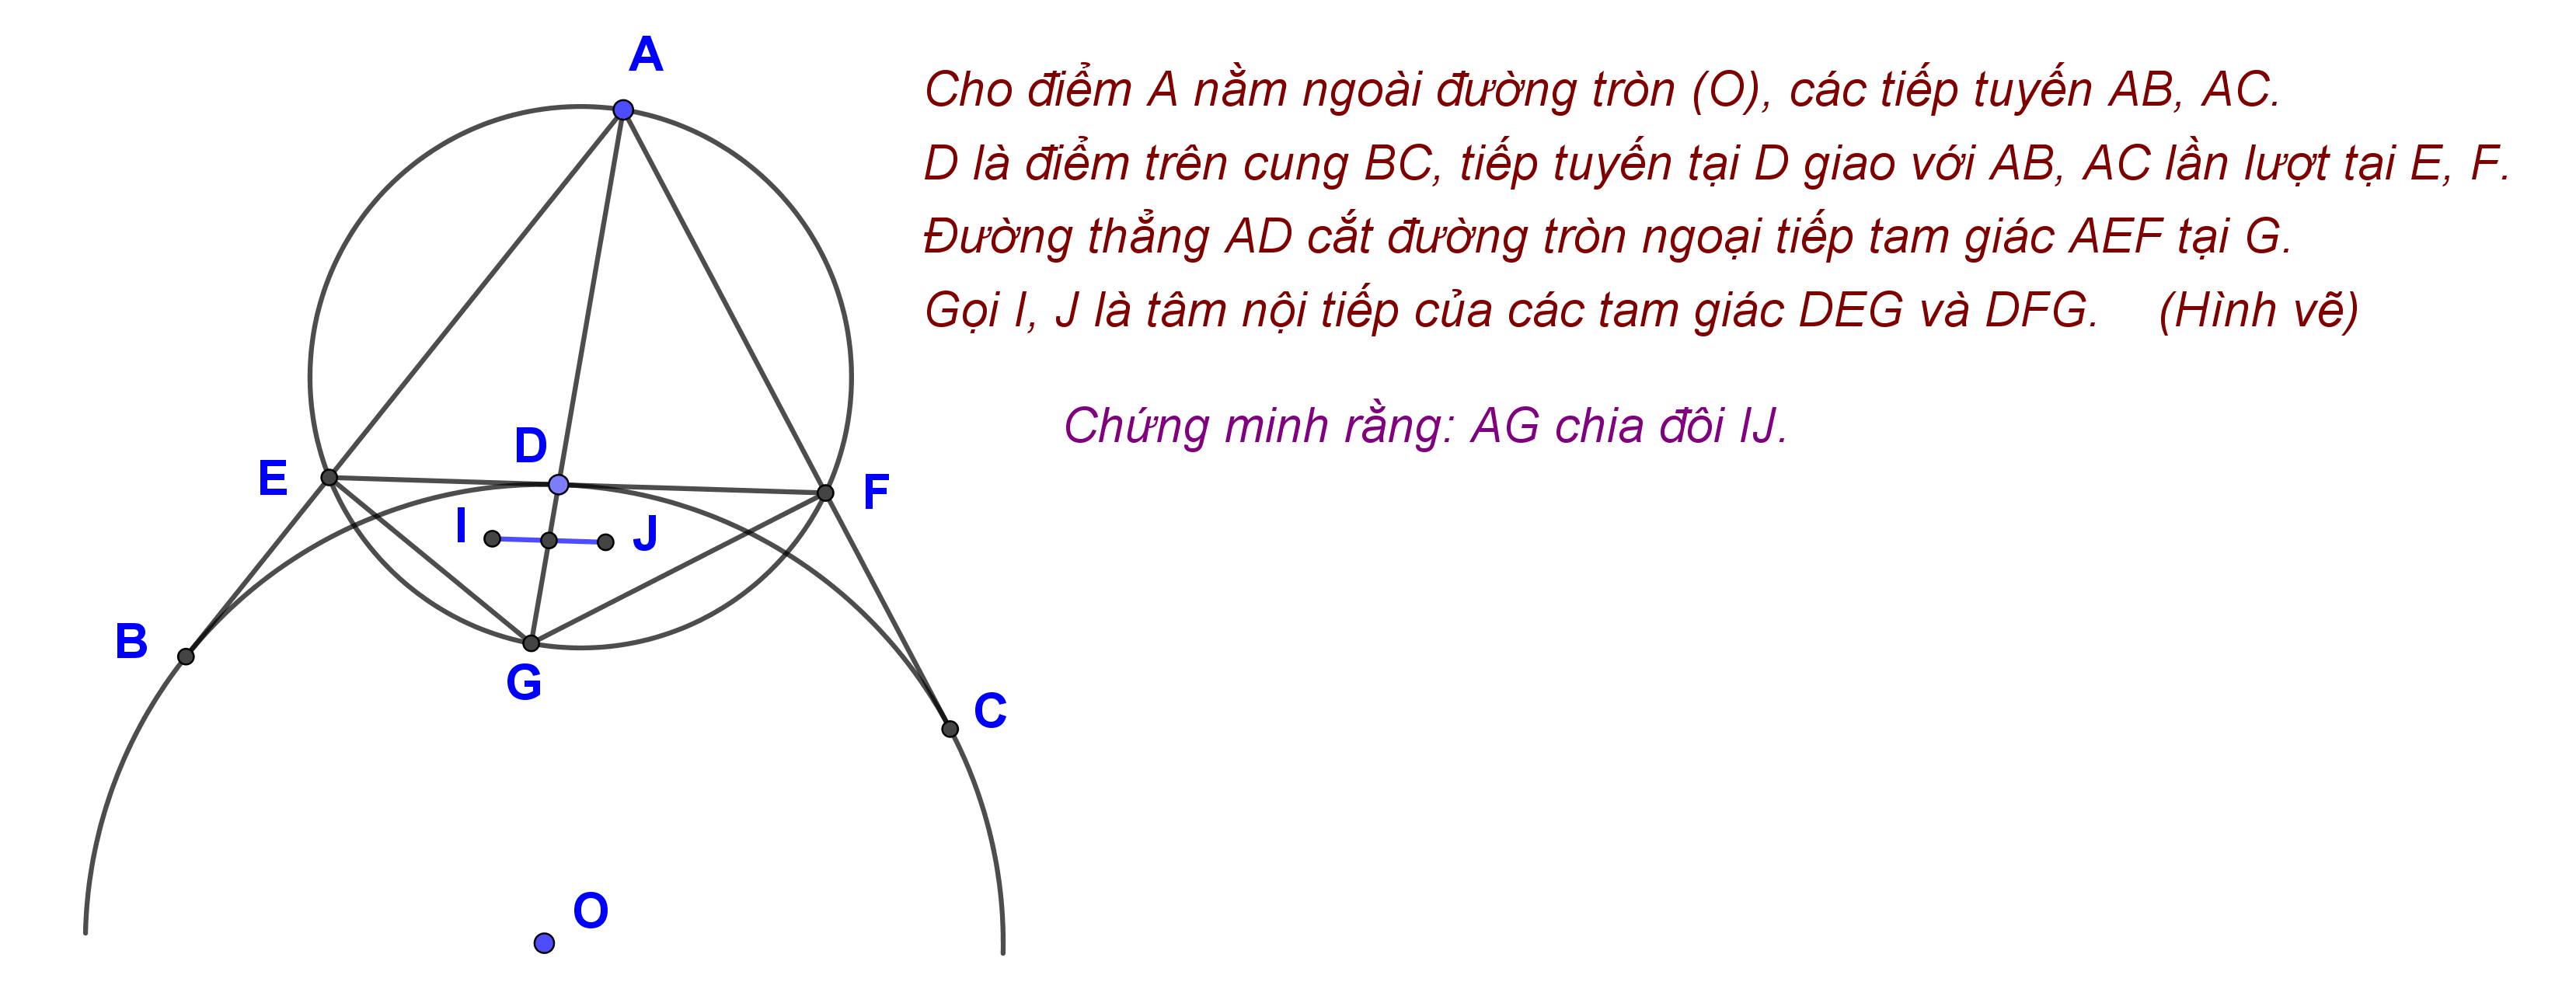 A
Cho điểm A nằm ngoài đường tròn (O), các tiếp tuyến AB, AC.
D là điểm trên cung BC, tiếp tuyến tại D giao với AB, AC lần lượt tại E, F.
Đường thẳng AD cắt đường tròn ngoại tiếp tam giác AEF tại G.
Gọi I, J là tâm nội tiếp của các tam giác DEG và DFG. (Hình vẽ)
Chứng minh rằng: AG chia đôi IJ.
D
E
F
I
J
B
G
C
O